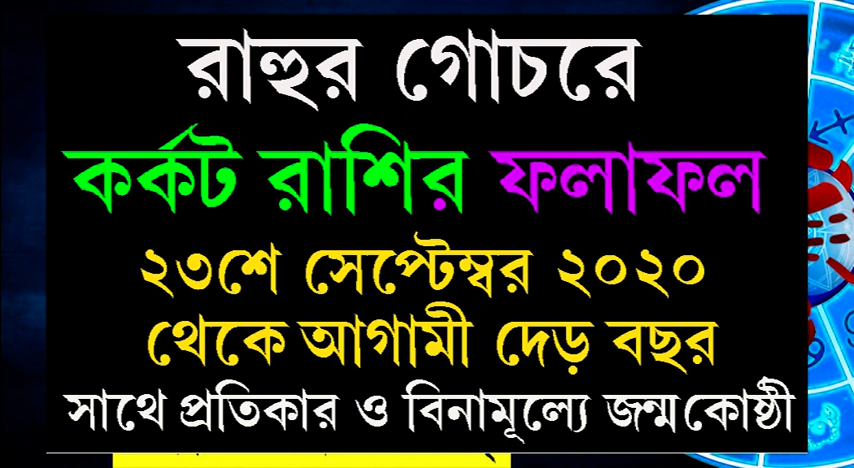 রাহুর গোচরে
কর্কট রাশির ফলাফল
২৩শে সেপ্টেম্বর ২০২০
থেকে আগামী দেড় বছর
সাথে প্রতিকার ও বিনামূল্যে জন্মকোষ্ঠী